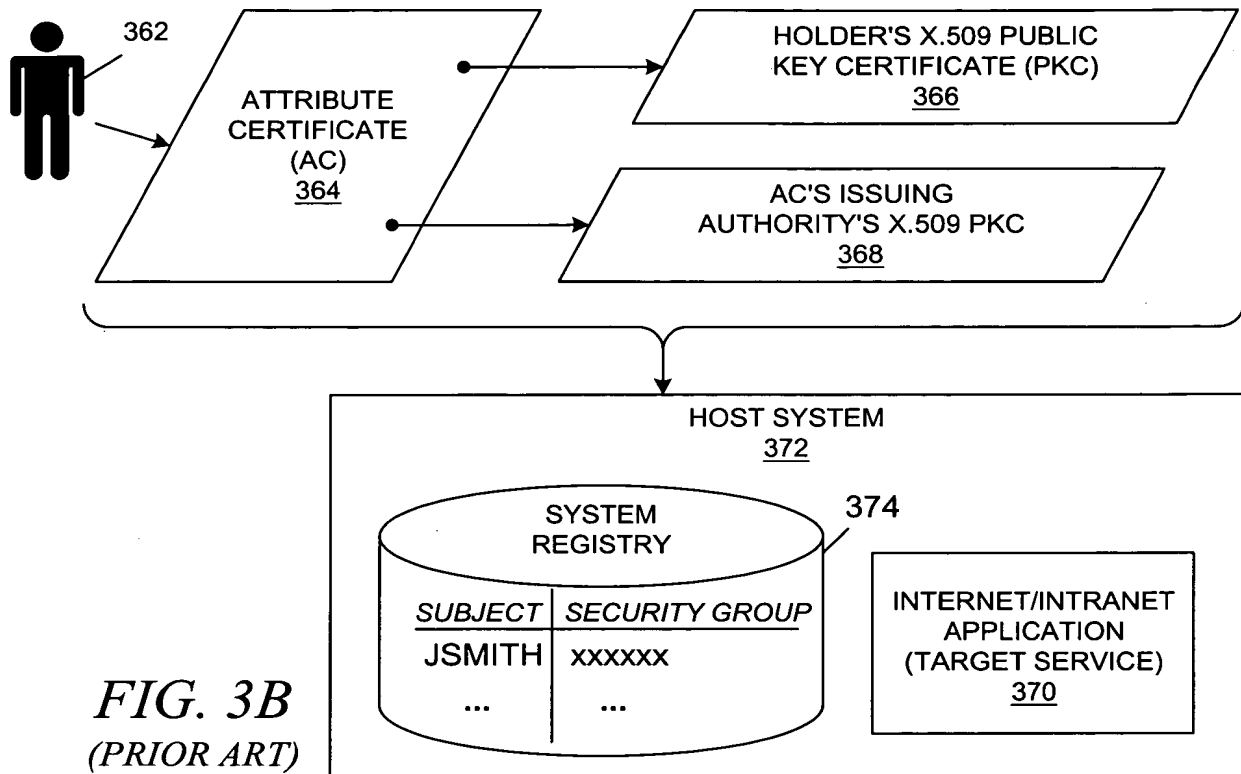 362
ATTRIBUTE
CERTIFICATE
(AC)
364
HOLDER'S X.509 PUBLIC
KEY CERTIFICATE (PKC)
366
AC'S ISSUING
AUTHORITY'S X.509 PKC
368
HOST SYSTEM
372
SYSTEM
REGISTRY
374
SUBJECT SECURITY GROUP
JSMITH xxxxxx
... ...
INTERNET/INTRANET
APPLICATION
(TARGET SERVICE)
370
FIG. 3B
(PRIOR ART)